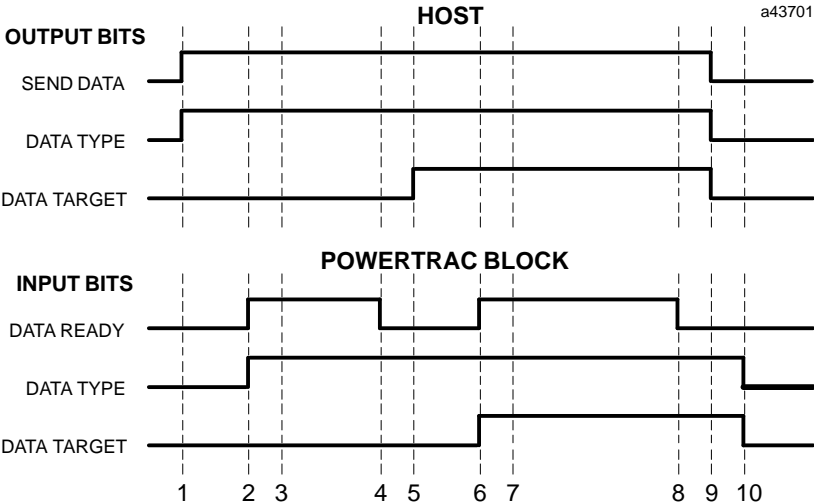 HOST
a43701
OUTPUT BITS
SEND DATA
DATA TYPE
DATA TARGET
POWERTRAC BLOCK
INPUT BITS
DATA READY
DATA TYPE
DATA TARGET
1 2 3 4 5 6 7 8 9 10